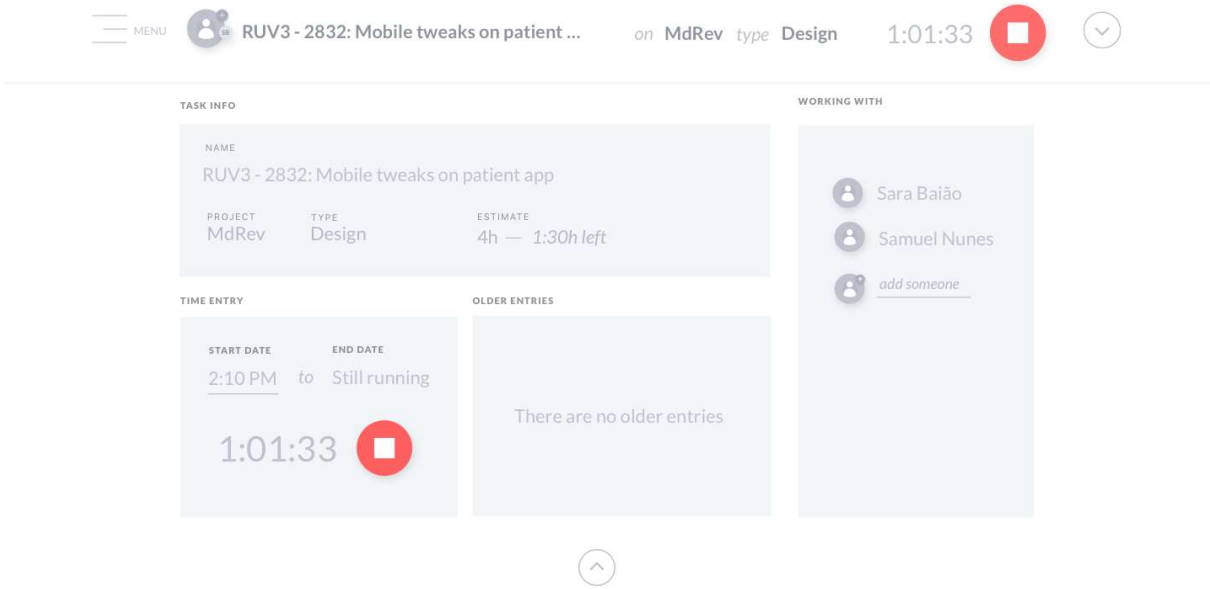 MENU
SB
RUV3 - 2832: Mobile tweaks on patient ...
on MdRev type Design
1:01:33
TASK INFO
NAME
RUV3 - 2832: Mobile tweaks on patient app
PROJECT
MdRev
TYPE
Design
ESTIMATE
4h — 1:30h left
WORKING WITH
Sara Baião
Samuel Nunes
add someone
TIME ENTRY
START DATE
2:10 PM
to
END DATE
Still running
1:01:33
OLDER ENTRIES
There are no older entries